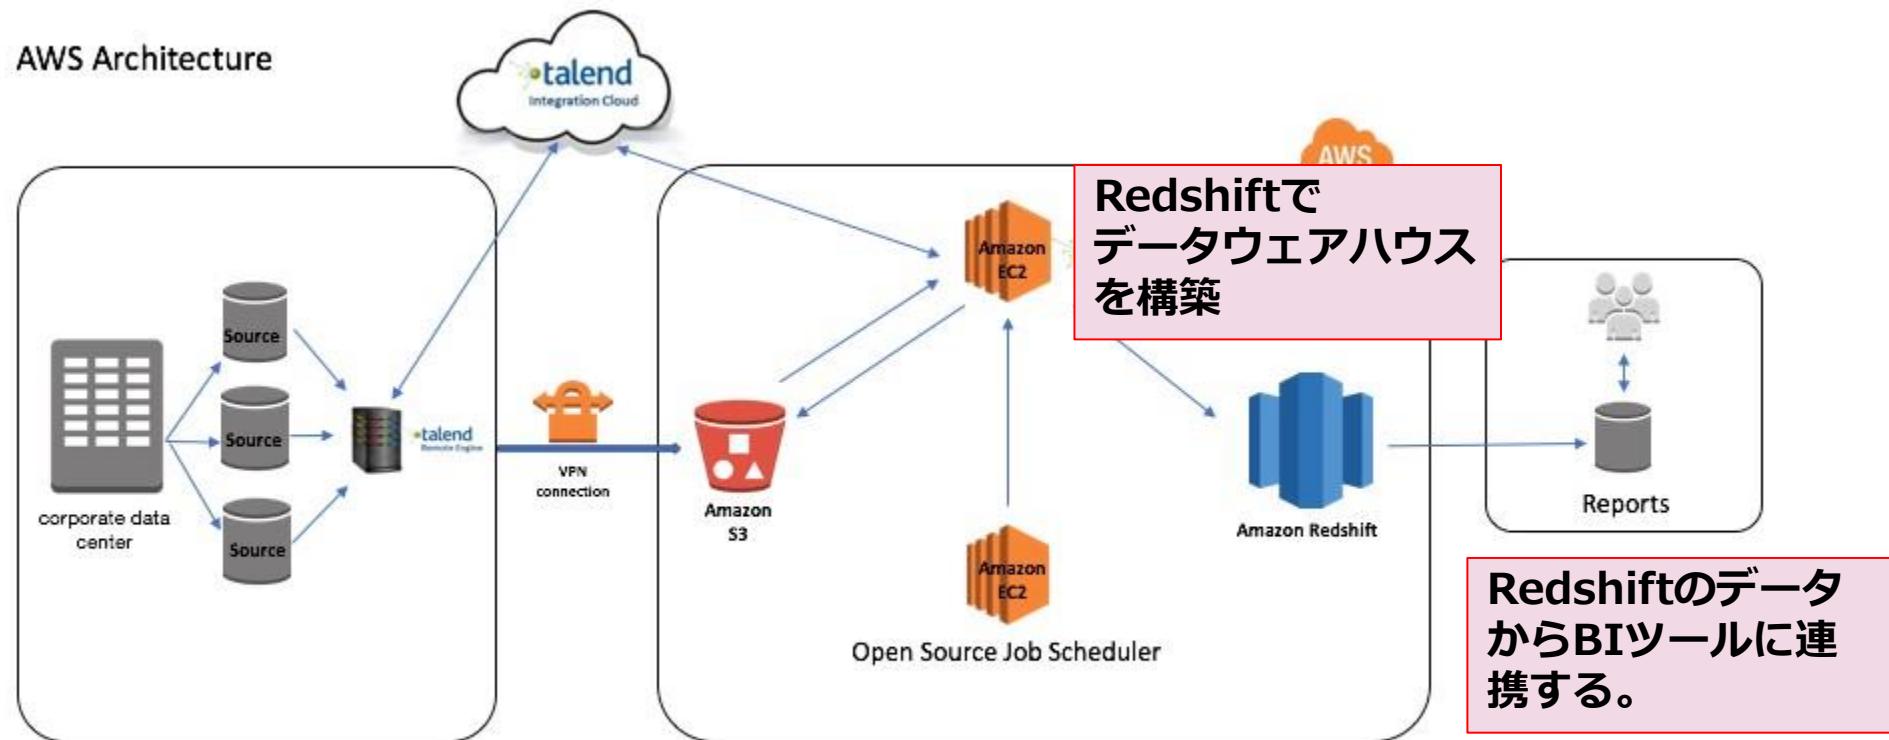 AWS Architecture
talend
Integration Cloud
AWS
Redshiftで
データウェアハウス
を構築
Amazon
EC2
Source
Source
Source
corporate data
center
talend
Remote Engine
VPN
connection
Amazon
S3
Amazon
EC2
Open Source Job Scheduler
Amazon Redshift
Reports
Redshiftのデータ
からBIツールに連
携する。